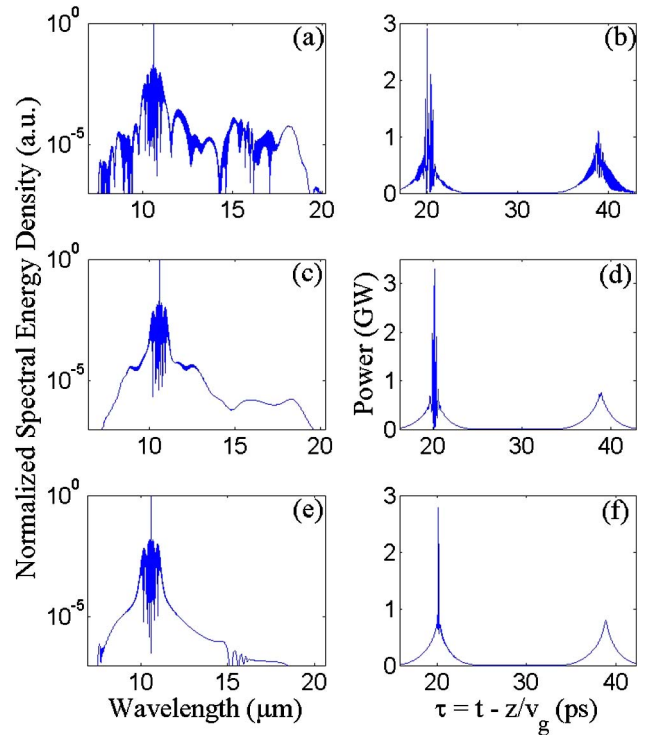 Normalized Spectral Energy Density (a.u.)
10^0
10^-5
10 15 20
(a)
Power (GW)
3
2
1
0
20 30 40
(b)
10^0
10^-5
10 15 20
(c)
3
2
1
0
20 30 40
(d)
10^0
10^-5
10 15 20
(e)
Wavelength (μm)
3
2
1
0
20 30 40
(f)
τ = t - z/v_g (ps)